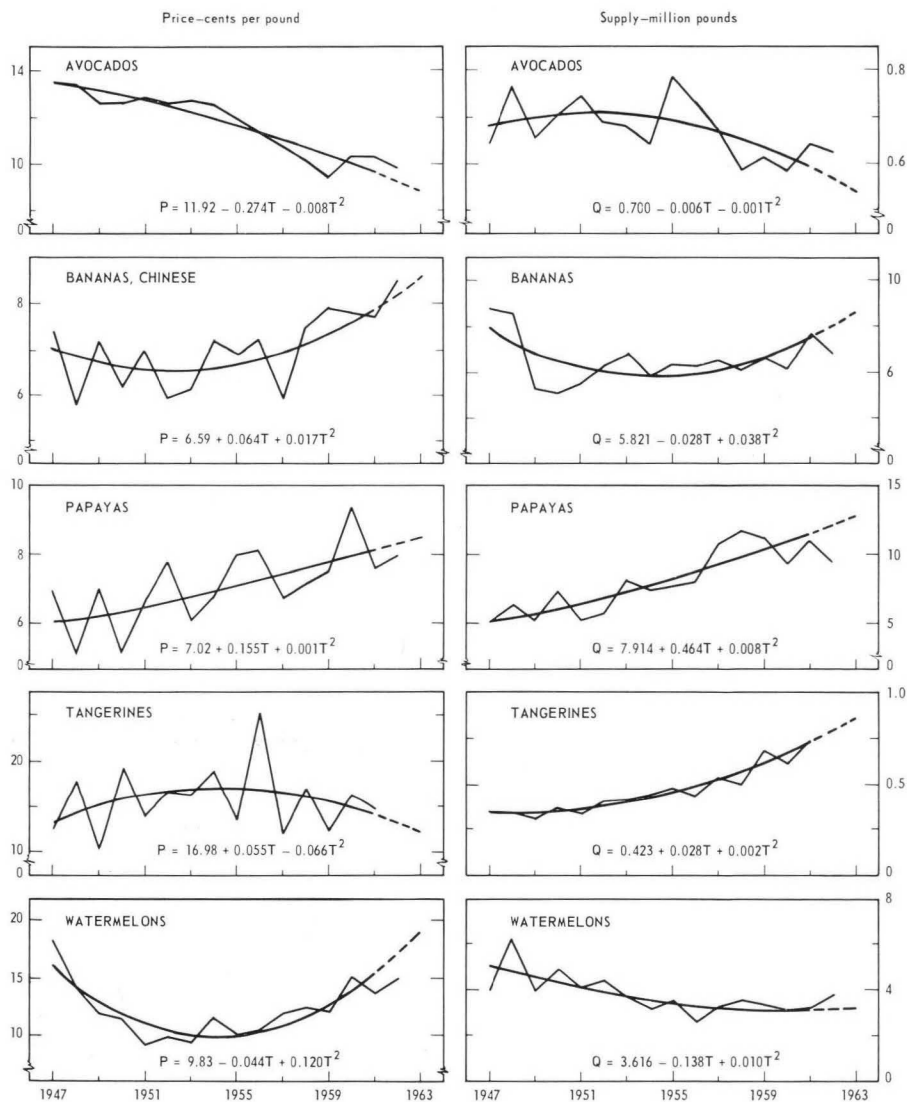 Price—cents per pound
Supply—million pounds
AVOCADOS
14
10
0
P = 11.92 – 0.274T – 0.008T²
AVOCADOS
0.8
0.6
0
Q = 0.700 – 0.006T – 0.001T²
BANANAS, CHINESE
8
6
0
P = 6.59 + 0.064T + 0.017T²
BANANAS
10
8
6
0
Q = 5.821 – 0.028T + 0.038T²
PAPAYAS
10
8
6
0
P = 7.02 + 0.155T + 0.001T²
PAPAYAS
15
10
5
0
Q = 7.914 + 0.464T + 0.008T²
TANGERINES
20
10
0
P = 16.98 + 0.055T – 0.066T²
TANGERINES
1.0
0.5
0
Q = 0.423 + 0.028T + 0.002T²
WATERMELONS
20
15
10
P = 9.83 – 0.044T + 0.120T²
WATERMELONS
8
4
0
Q = 3.616 – 0.138T + 0.010T²
1947 1951 1955 1959 1963
1947 1951 1955 1959 1963